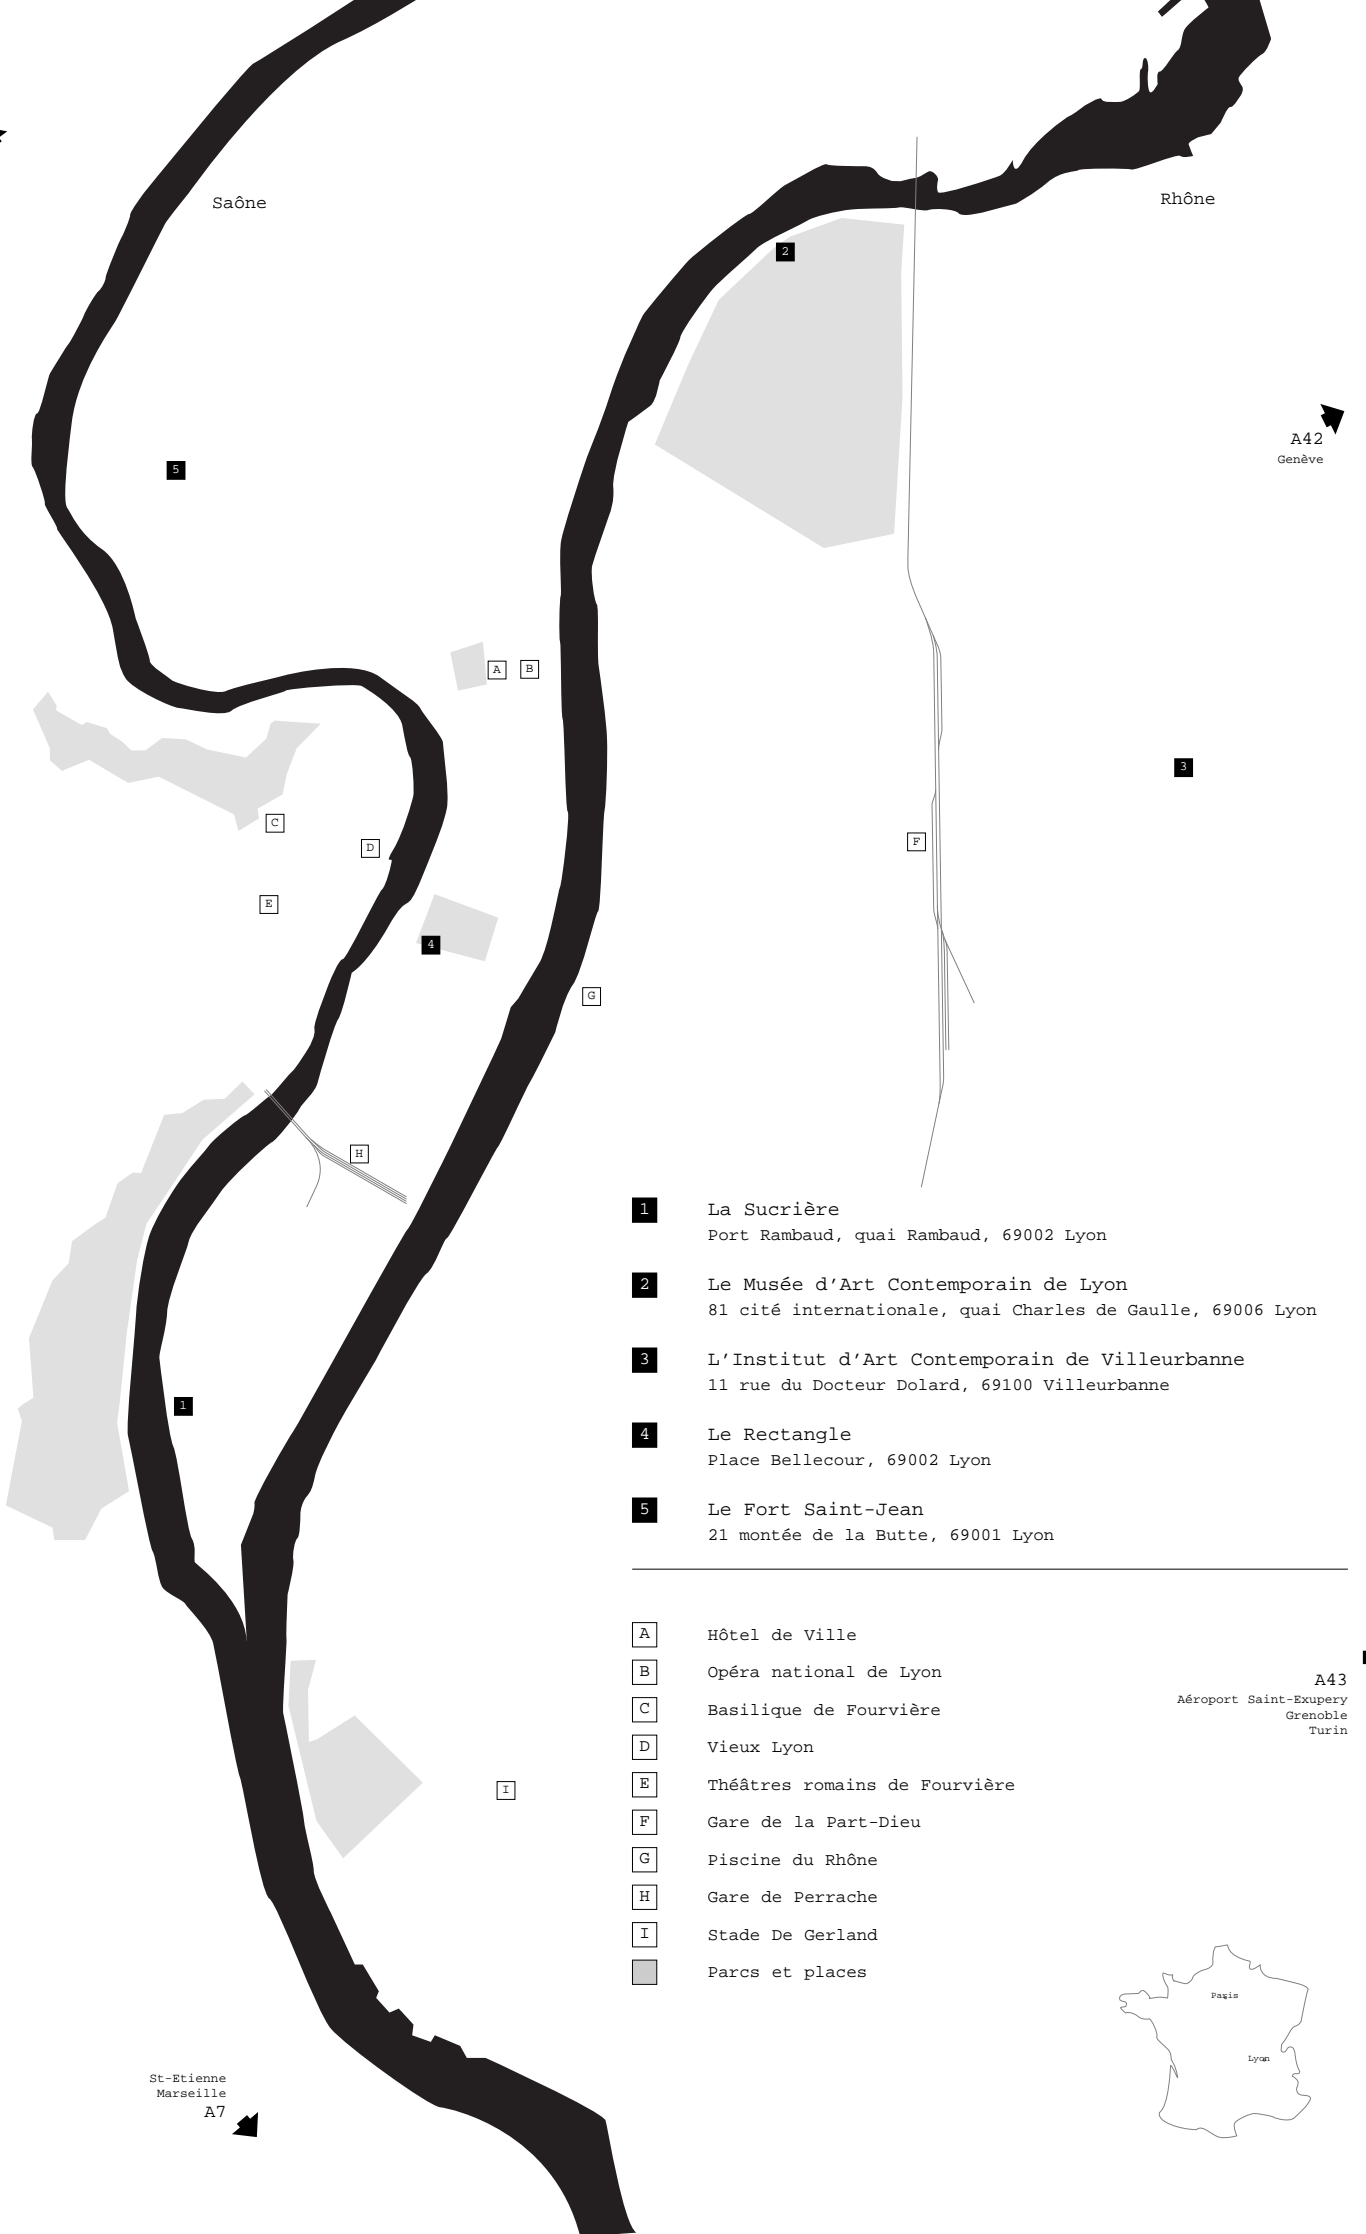 Saône
Rhône
2
A42
Genève
5
A
B
3
C
D
F
E
4
G
H
1
1 La Sucrière
Port Rambaud, quai Rambaud, 69002 Lyon
2 Le Musée d’Art Contemporain de Lyon
81 cité internationale, quai Charles de Gaulle, 69006 Lyon
3 L’Institut d’Art Contemporain de Villeurbanne
11 rue du Docteur Dolard, 69100 Villeurbanne
4 Le Rectangle
Place Bellecour, 69002 Lyon
5 Le Fort Saint-Jean
21 montée de la Butte, 69001 Lyon
A Hôtel de Ville
B Opéra national de Lyon
C Basilique de Fourvière
D Vieux Lyon
E Théâtres romains de Fourvière
F Gare de la Part-Dieu
G Piscine du Rhône
H Gare de Perrache
I Stade De Gerland
Parcs et places
A43
Aéroport Saint-Exupery
Grenoble
Turin
I
Paris
Lyon
St-Etienne
Marseille
A7